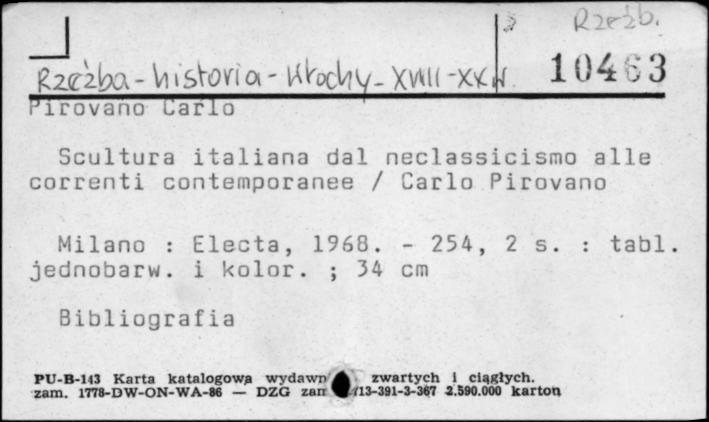 Rzeźb.
Rzeźba - historia - Włochy - XVIII - XX w. 10463
Pirovano Carlo
Scultura italiana dal neclassicismo alle
correnti contemporanee / Carlo Pirovano
Milano : Electa, 1968. - 254, 2 s. : tabl.
jednobarw. i kolor. ; 34 cm
Bibliografia
PU-B-143 Karta katalogowa wydawn zwartych i ciągłych.
zam. 1778-DW-ON-WA-86 — DZG zam 713-391-3-367 2.590.000 karton